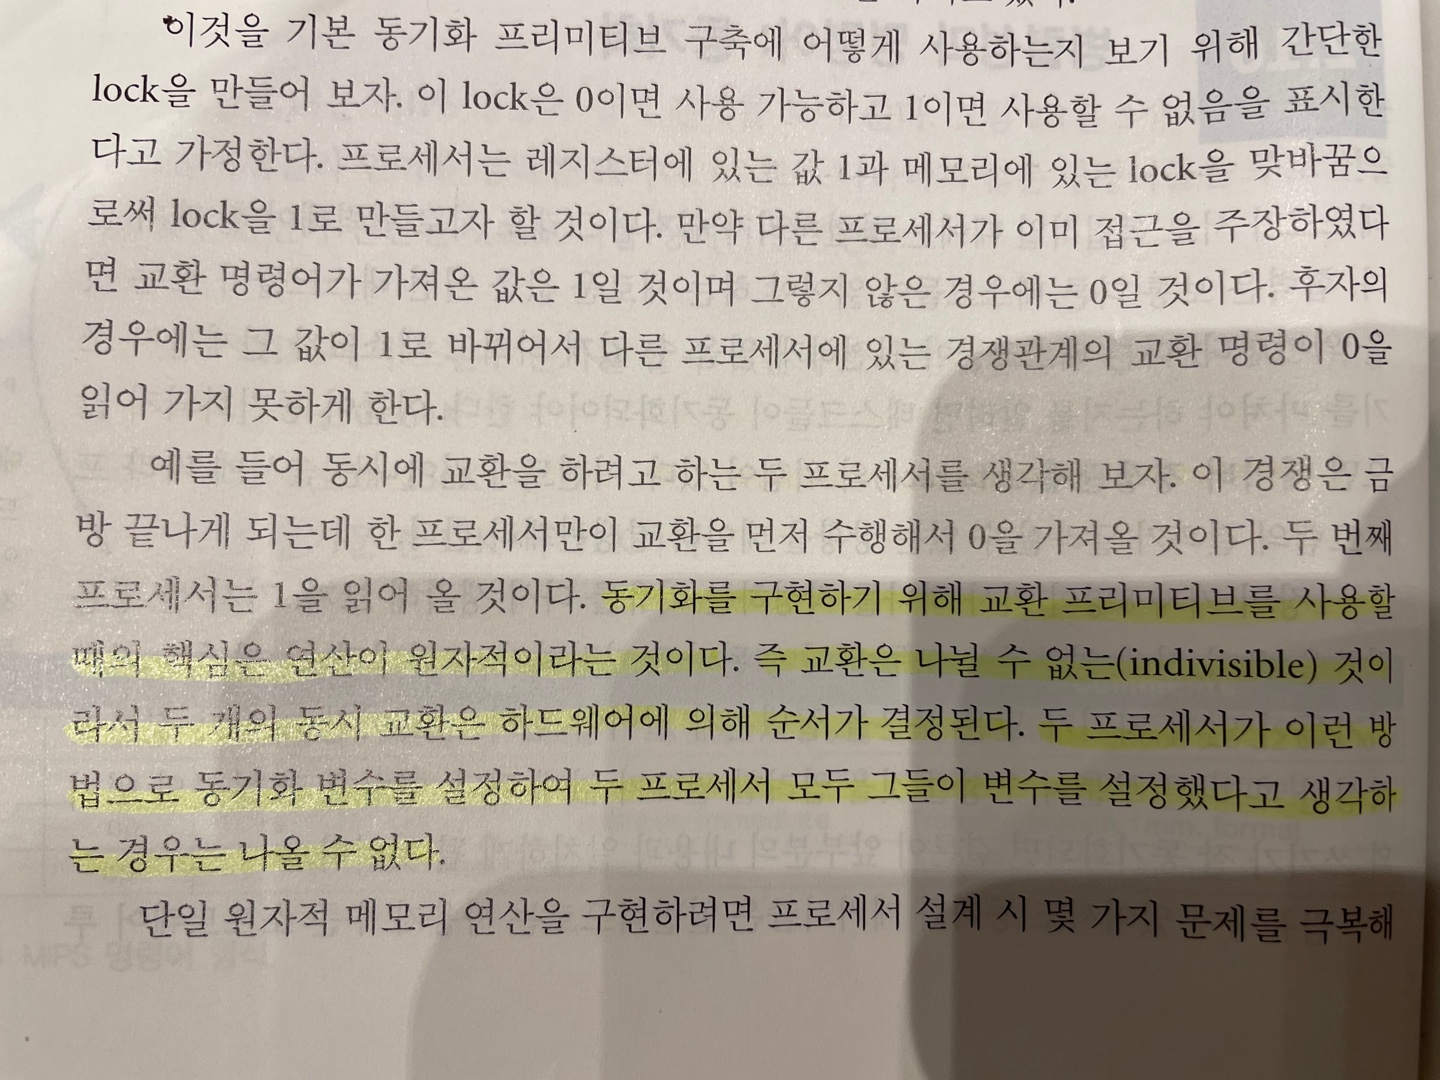 이것을 기본 동기화 프리미티브 구축에 어떻게 사용하는지 보기 위해 간단한
lock을 만들어 보자. 이 lock은 0이면 사용 가능하고 1이면 사용할 수 없음을 표시한
다고 가정한다. 프로세서는 레지스터에 있는 값 1과 메모리에 있는 lock을 맞바꿈으
로써 lock을 1로 만들고자 할 것이다. 만약 다른 프로세서가 이미 접근을 주장하였다
면 교환 명령어가 가져온 값은 1일 것이며 그렇지 않은 경우에는 0일 것이다. 후자의
경우에는 그 값이 1로 바뀌어서 다른 프로세서에 있는 경쟁관계의 교환 명령이 0을
읽어 가지 못하게 한다.
예를 들어 동시에 교환을 하려고 하는 두 프로세서를 생각해 보자. 이 경쟁은 금
방 끝나게 되는데 한 프로세서만이 교환을 먼저 수행해서 0을 가져올 것이다. 두 번째
프로세서는 1을 읽어 올 것이다. 동기화를 구현하기 위해 교환 프리미티브를 사용할
때의 핵심은 연산이 원자적이라는 것이다. 즉 교환은 나뉠 수 없는(indivisible) 것이
라서 두 개의 동시 교환은 하드웨어에 의해 순서가 결정된다. 두 프로세서가 이런 방
법으로 동기화 변수를 설정하여 두 프로세서 모두 그들이 변수를 설정했다고 생각하
는 경우는 나올 수 없다.
단일 원자적 메모리 연산을 구현하려면 프로세서 설계 시 몇 가지 문제를 극복해